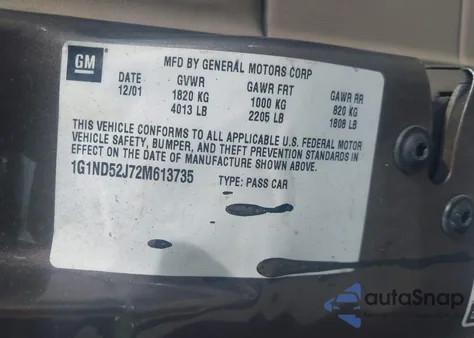 GM
MFD BY GENERAL MOTORS CORP
DATE GVWR GAWR FRT GAWR RR
12/01 1820 KG 1000 KG 820 KG
4013 LB 2205 LB 1808 LB
THIS VEHICLE CONFORMS TO ALL APPLICABLE U.S. FEDERAL MOTOR
VEHICLE SAFETY, BUMPER, AND THEFT PREVENTION STANDARDS IN
EFFECT ON THE DATE OF MANUFACTURE SHOWN ABOVE.
1G1ND52J72M613735 TYPE: PASS CAR
autoSnap